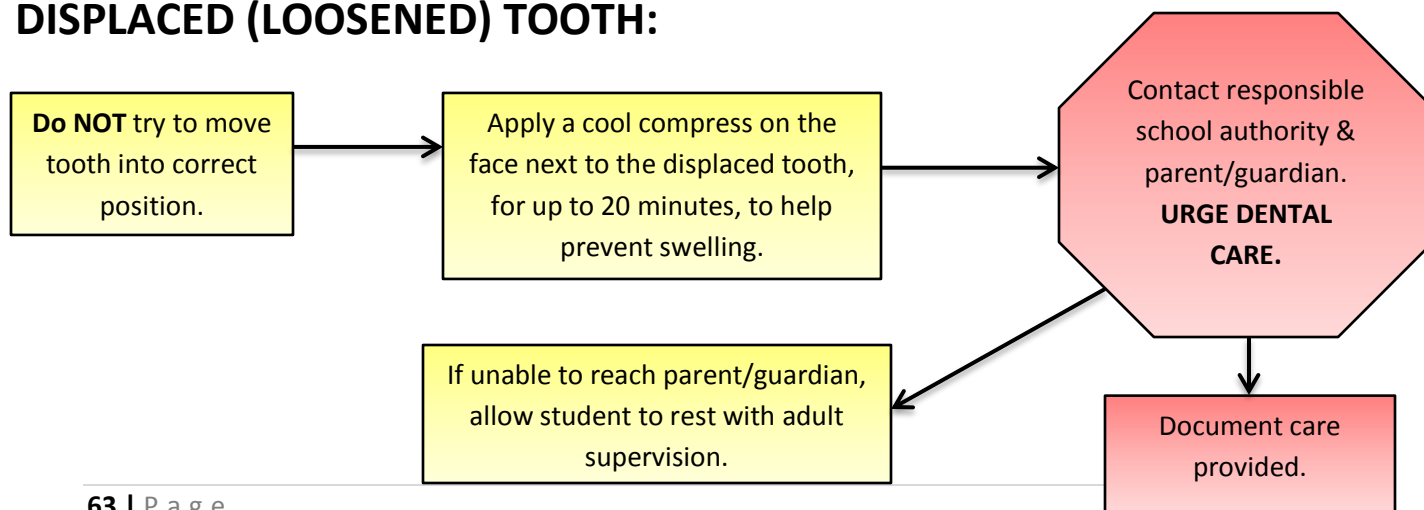 DISPLACED (LOOSENED) TOOTH:
Do NOT try to move
tooth into correct
position.
Apply a cool compress on the
face next to the displaced tooth,
for up to 20 minutes, to help
prevent swelling.
Contact responsible
school authority &
parent/guardian.
URGE DENTAL
CARE.
If unable to reach parent/guardian,
allow student to rest with adult
supervision.
Document care
provided.
63 | P a g e